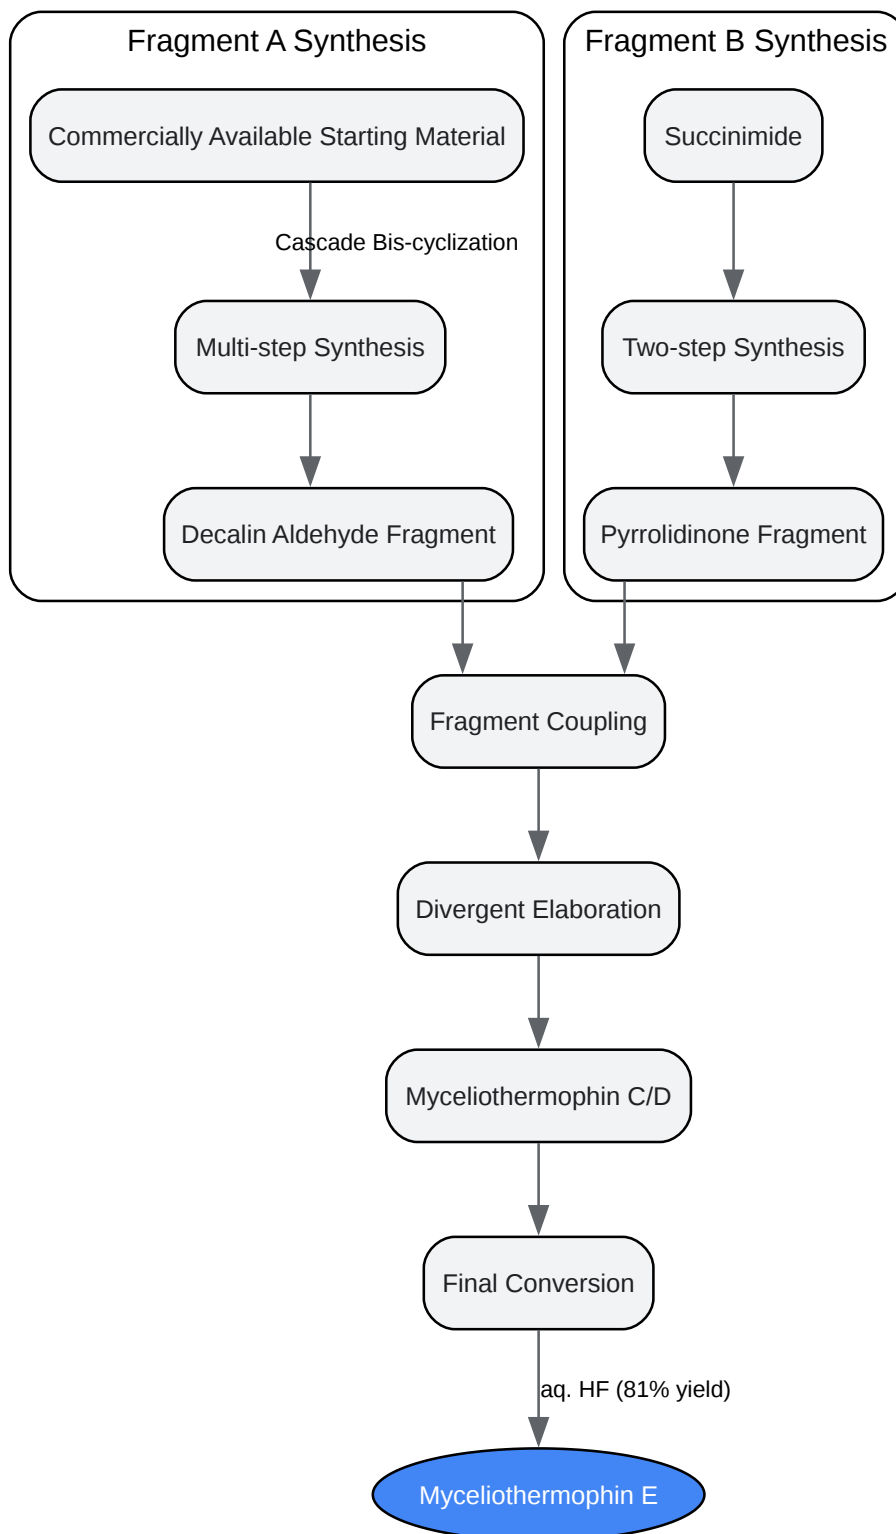 Fragment A Synthesis
Commercially Available Starting Material
Cascade Bis-cyclization
Multi-step Synthesis
Decalin Aldehyde Fragment
Fragment B Synthesis
Succinimide
Two-step Synthesis
Pyrrolidinone Fragment
Fragment Coupling
Divergent Elaboration
Myceliothermophin C/D
Final Conversion
aq. HF (81% yield)
Myceliothermophin E